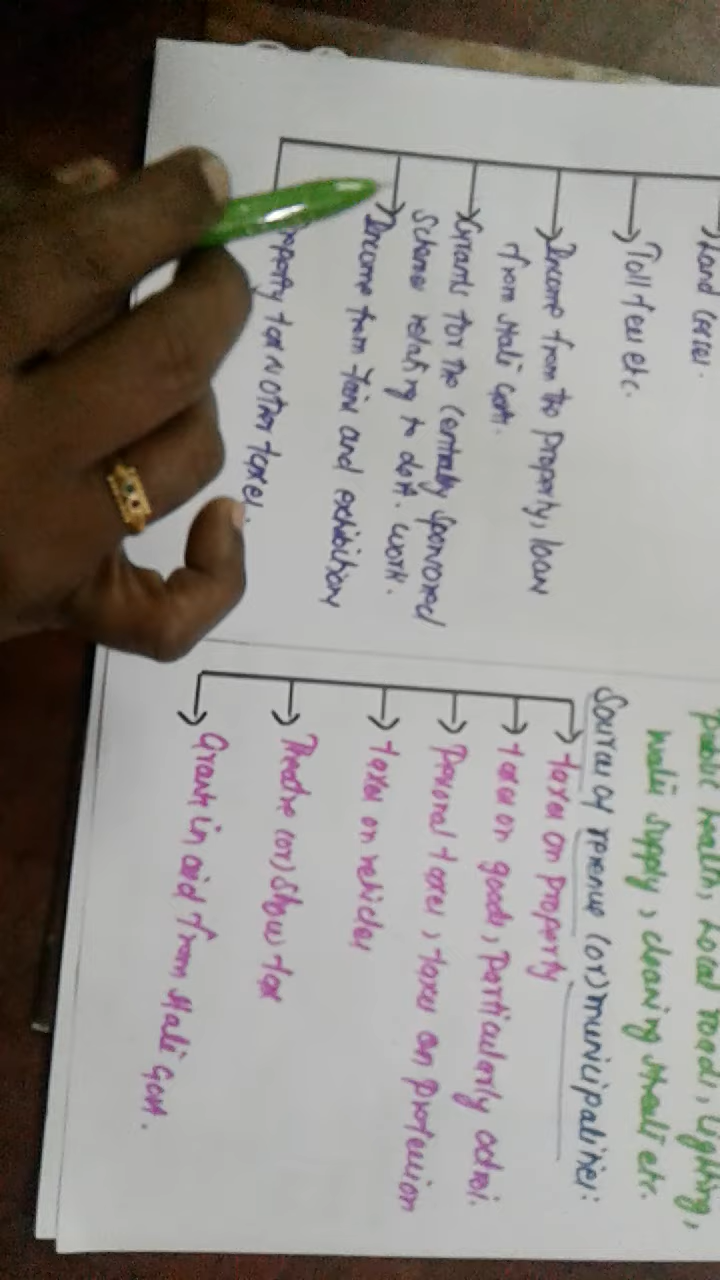 Land cesses.
Toll fees etc.
Income from the property, loan
from state Govt.
Grants for the centrally sponsored
schemes relating to devt. work.
Income from fairs and exhibition
property tax & other taxes.
public health, Local roads, Lighting,
water supply, cleaning streets etc.
Sources of revenue (or) municipalities:
taxes on property
taxes on goods, particularly octroi.
Personal taxes, taxes on profession
taxes on vehicles
Theatre (or) show tax
Grant in aid from state Govt.